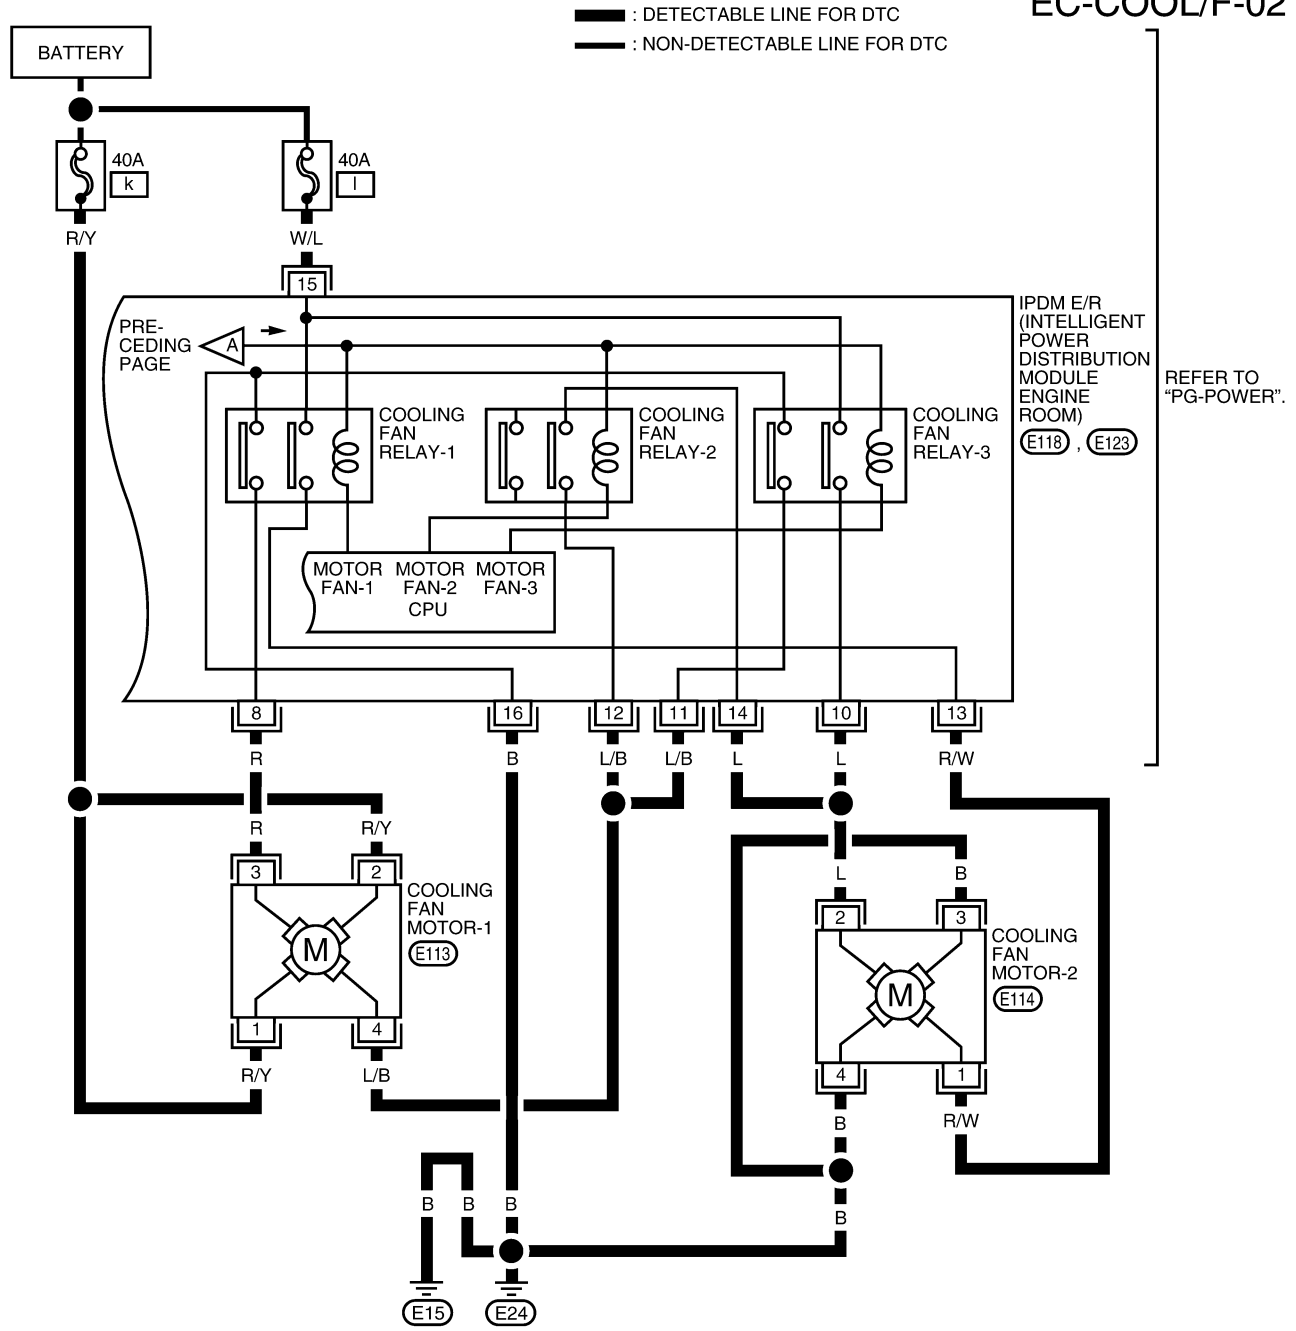 : DETECTABLE LINE FOR DTC
: NON-DETECTABLE LINE FOR DTC
EC-COOL/F-02
BATTERY
40A
k
40A
l
R/Y
W/L
15
PRE-
CEDING
PAGE
A
IPDM E/R
(INTELLIGENT
POWER
DISTRIBUTION
MODULE
ENGINE
ROOM)
E118 , E123
REFER TO
“PG-POWER”.
COOLING
FAN
RELAY-1
COOLING
FAN
RELAY-2
COOLING
FAN
RELAY-3
MOTOR
FAN-1
MOTOR
FAN-2
MOTOR
FAN-3
CPU
8
16
12
11
14
10
13
R
B
L/B
L/B
L
L
R/W
R
R/Y
3
2
COOLING
FAN
MOTOR-1
E113
M
1
4
R/Y
L/B
L
B
2
3
COOLING
FAN
MOTOR-2
E114
M
4
1
B
R/W
B
B
B
B
E15
E24